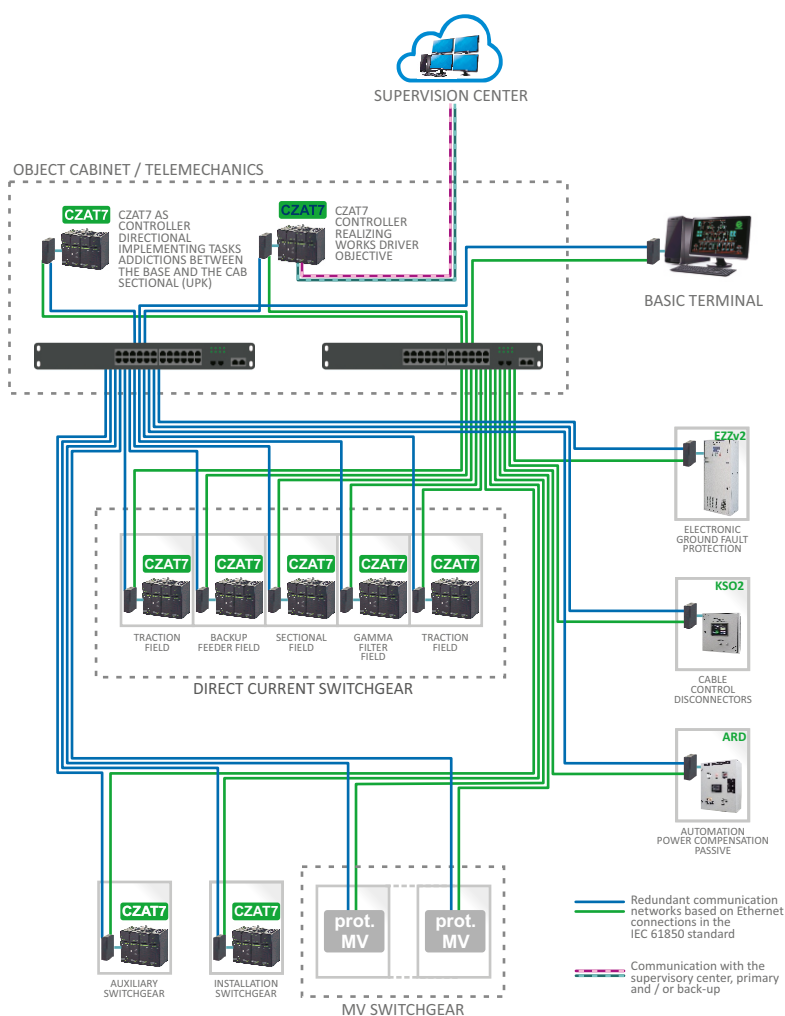 SUPERVISION CENTER
OBJECT CABINET / TELEMECHANICS
CZAT7
CZAT7 AS
CONTROLLER
DIRECTIONAL
IMPLEMENTING TASKS
ADDICTIONS BETWEEN
THE BASE AND THE CAB
SECTIONAL (UPK)
CZAT7
CZAT7
CONTROLLER
REALIZING
WORKS DRIVER
OBJECTIVE
BASIC TERMINAL
EZZv2
ELECTRONIC
GROUND FAULT
PROTECTION
CZAT7
CZAT7
CZAT7
CZAT7
CZAT7
TRACTION
FIELD
BACKUP
FEEDER FIELD
SECTIONAL
FIELD
GAMMA
FILTER
FIELD
TRACTION
FIELD
DIRECT CURRENT SWITCHGEAR
KSO2
CABLE
CONTROL
DISCONNECTORS
ARD
AUTOMATION
POWER COMPENSATION
PASSIVE
CZAT7
AUXILIARY
SWITCHGEAR
CZAT7
INSTALLATION
SWITCHGEAR
prot.
MV
prot.
MV
MV SWITCHGEAR
Redundant communication
networks based on Ethernet
connections in the
IEC 61850 standard
Communication with the
supervisory center, primary
and / or back-up